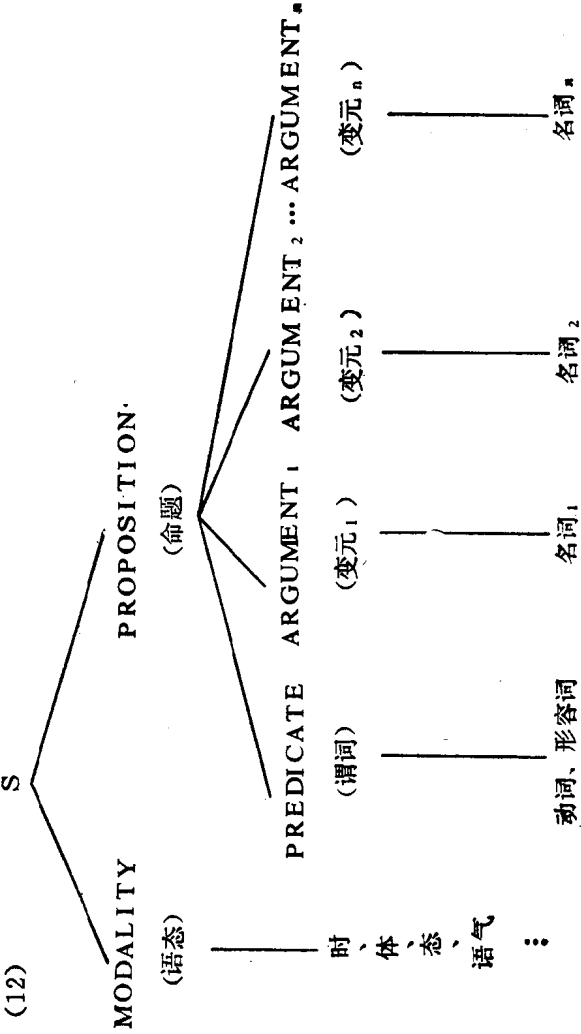 (12)
S
MODALITY PROPOSITION
(语态) (命题)
PREDICATE ARGUMENT₁ ARGUMENT₂ … ARGUMENTₙ
(谓词) (变元₁) (变元₂) (变元ₙ)
时、体、态、语气
⋮
动词、形容词 名词₁ 名词₂ 名词ₙ